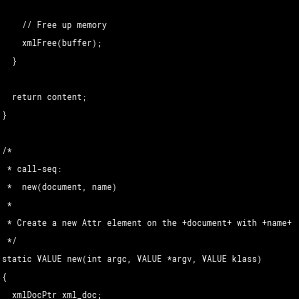 // Free up memory
xmlFree(buffer);
}
return content;
}
/*
* call-seq:
*  new(document, name)
*
* Create a new Attr element on the +document+ with +name+
*/
static VALUE new(int argc, VALUE *argv, VALUE klass)
{
xmlDocPtr xml_doc;